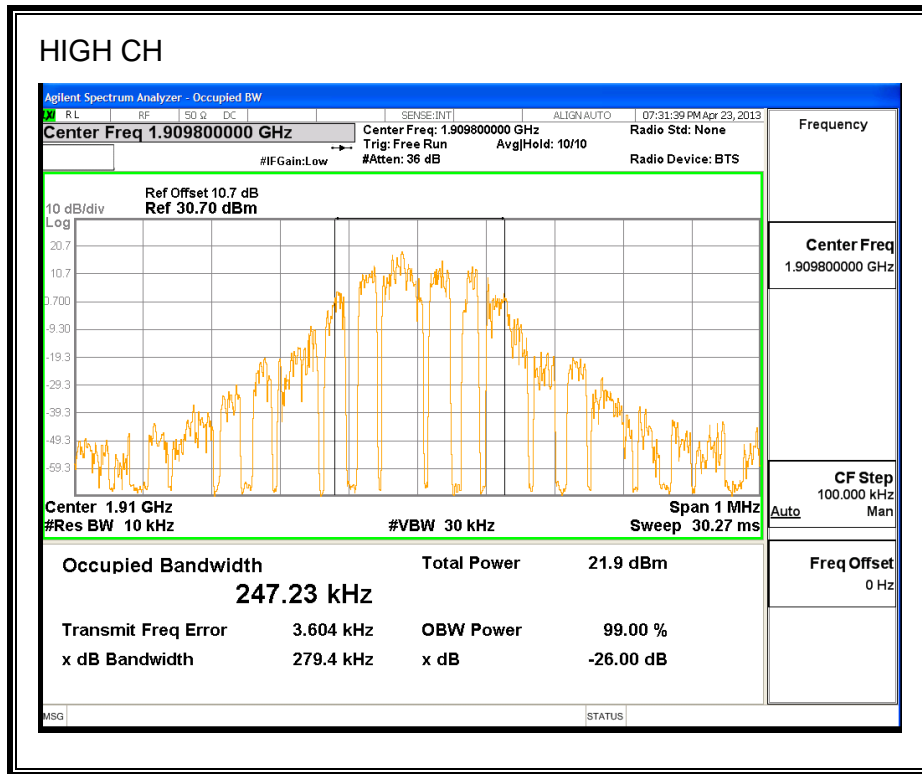 HIGH CH
Agilent Spectrum Analyzer - Occupied BW
LXI RL RF 50 Ω DC SENSE:INT ALIGN AUTO 07:31:39 PM Apr 23, 2013
Center Freq 1.909800000 GHz
Center Freq: 1.909800000 GHz
Radio Std: None
Trig: Free Run Avg|Hold: 10/10
#IFGain:Low
#Atten: 36 dB
Radio Device: BTS
Ref Offset 10.7 dB
10 dB/div Ref 30.70 dBm
Log
20.7
10.7
0.700
-9.30
-19.3
-29.3
-39.3
-49.3
-59.3
Center 1.91 GHz Span 1 MHz
#Res BW 10 kHz #VBW 30 kHz Sweep 30.27 ms
Occupied Bandwidth Total Power 21.9 dBm
247.23 kHz
Transmit Freq Error 3.604 kHz OBW Power 99.00 %
x dB Bandwidth 279.4 kHz x dB -26.00 dB
MSG STATUS
Frequency
Center Freq
1.909800000 GHz
CF Step
100.000 kHz
Auto Man
Freq Offset
0 Hz